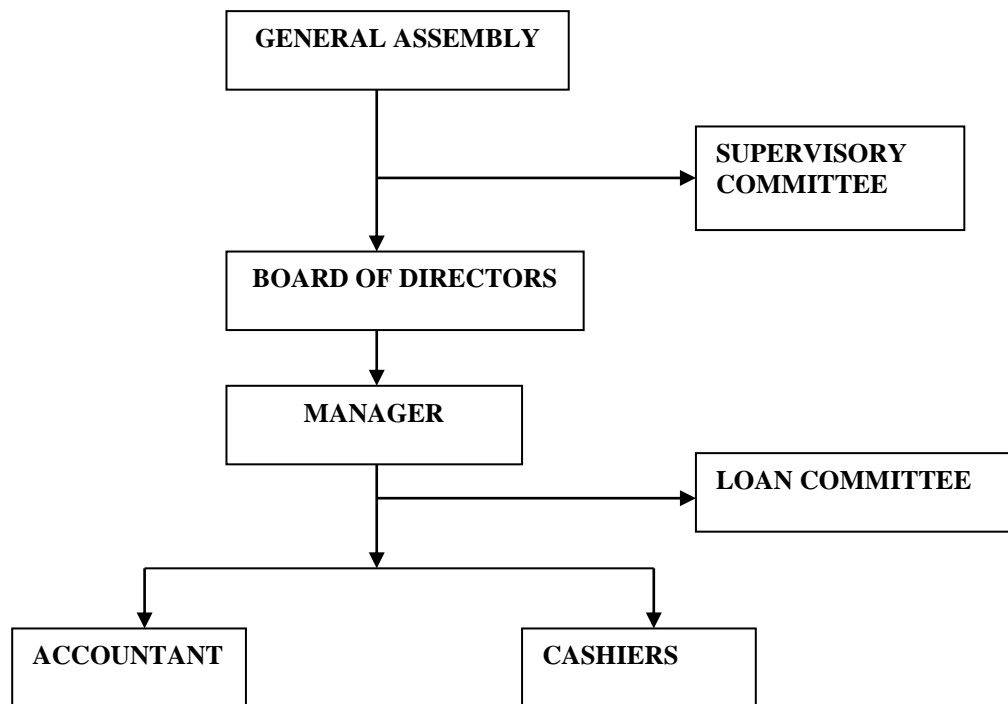 GENERAL ASSEMBLY
SUPERVISORY
COMMITTEE
BOARD OF DIRECTORS
MANAGER
LOAN COMMITTEE
ACCOUNTANT
CASHIERS